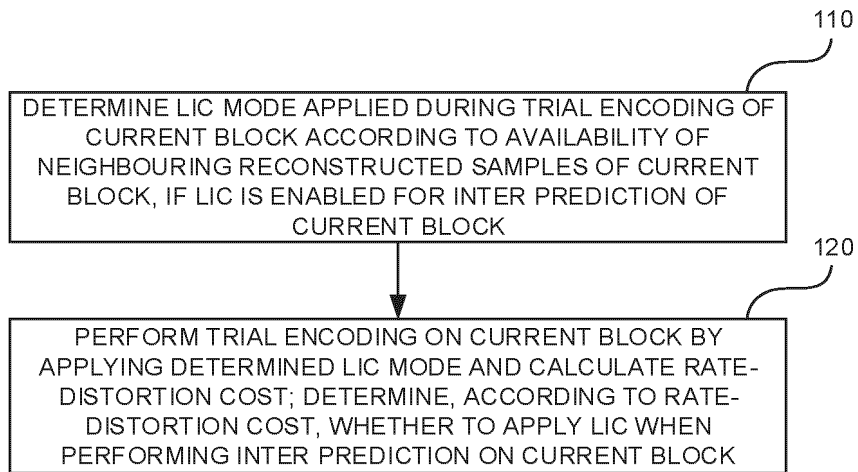 110
DETERMINE LIC MODE APPLIED DURING TRIAL ENCODING OF
CURRENT BLOCK ACCORDING TO AVAILABILITY OF
NEIGHBOURING RECONSTRUCTED SAMPLES OF CURRENT
BLOCK, IF LIC IS ENABLED FOR INTER PREDICTION OF
CURRENT BLOCK
120
PERFORM TRIAL ENCODING ON CURRENT BLOCK BY
APPLYING DETERMINED LIC MODE AND CALCULATE RATE-
DISTORTION COST; DETERMINE, ACCORDING TO RATE-
DISTORTION COST, WHETHER TO APPLY LIC WHEN
PERFORMING INTER PREDICTION ON CURRENT BLOCK